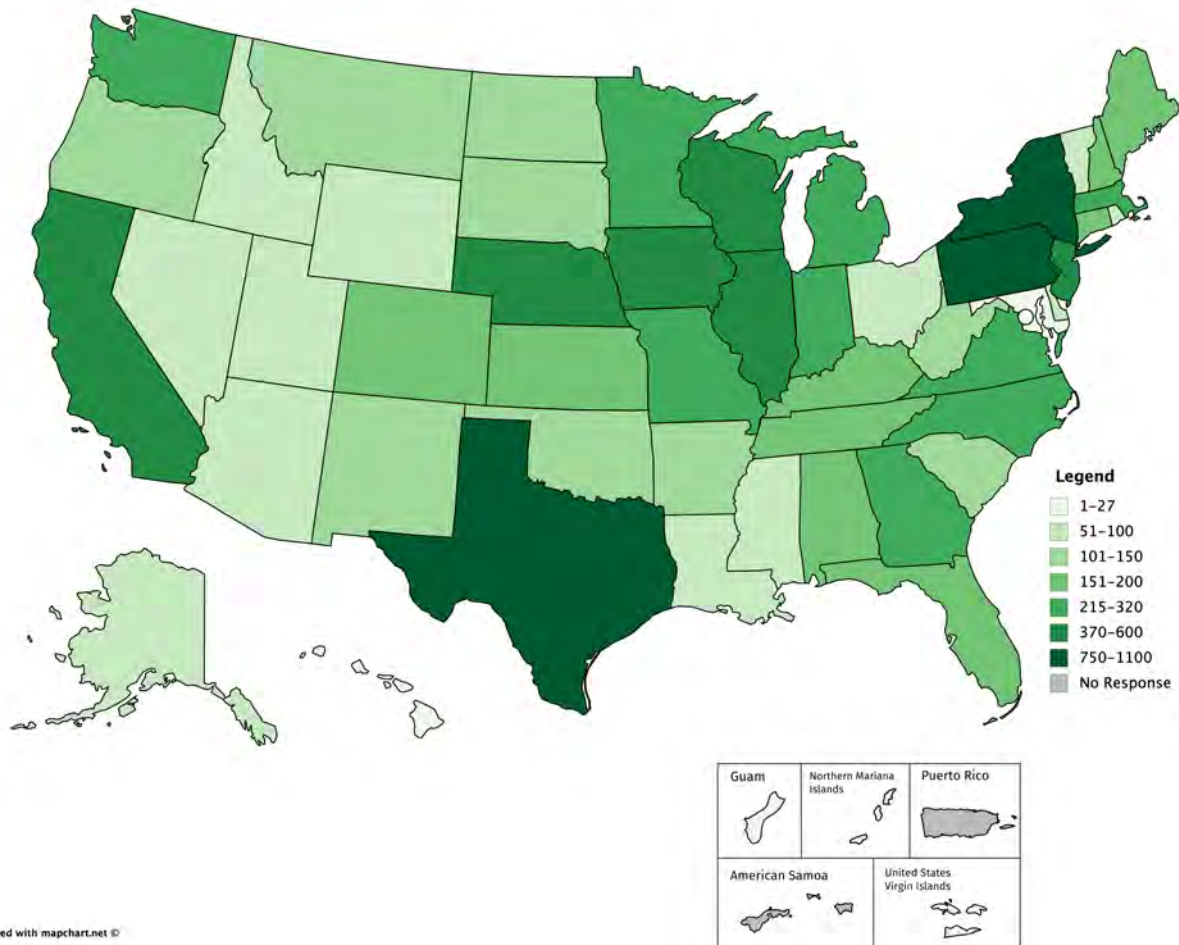 Legend
1–27
51–100
101–150
151–200
215–320
370–600
750–1100
No Response
Guam
Northern Mariana
Islands
Puerto Rico
American Samoa
United States
Virgin Islands
ed with mapchart.net ©